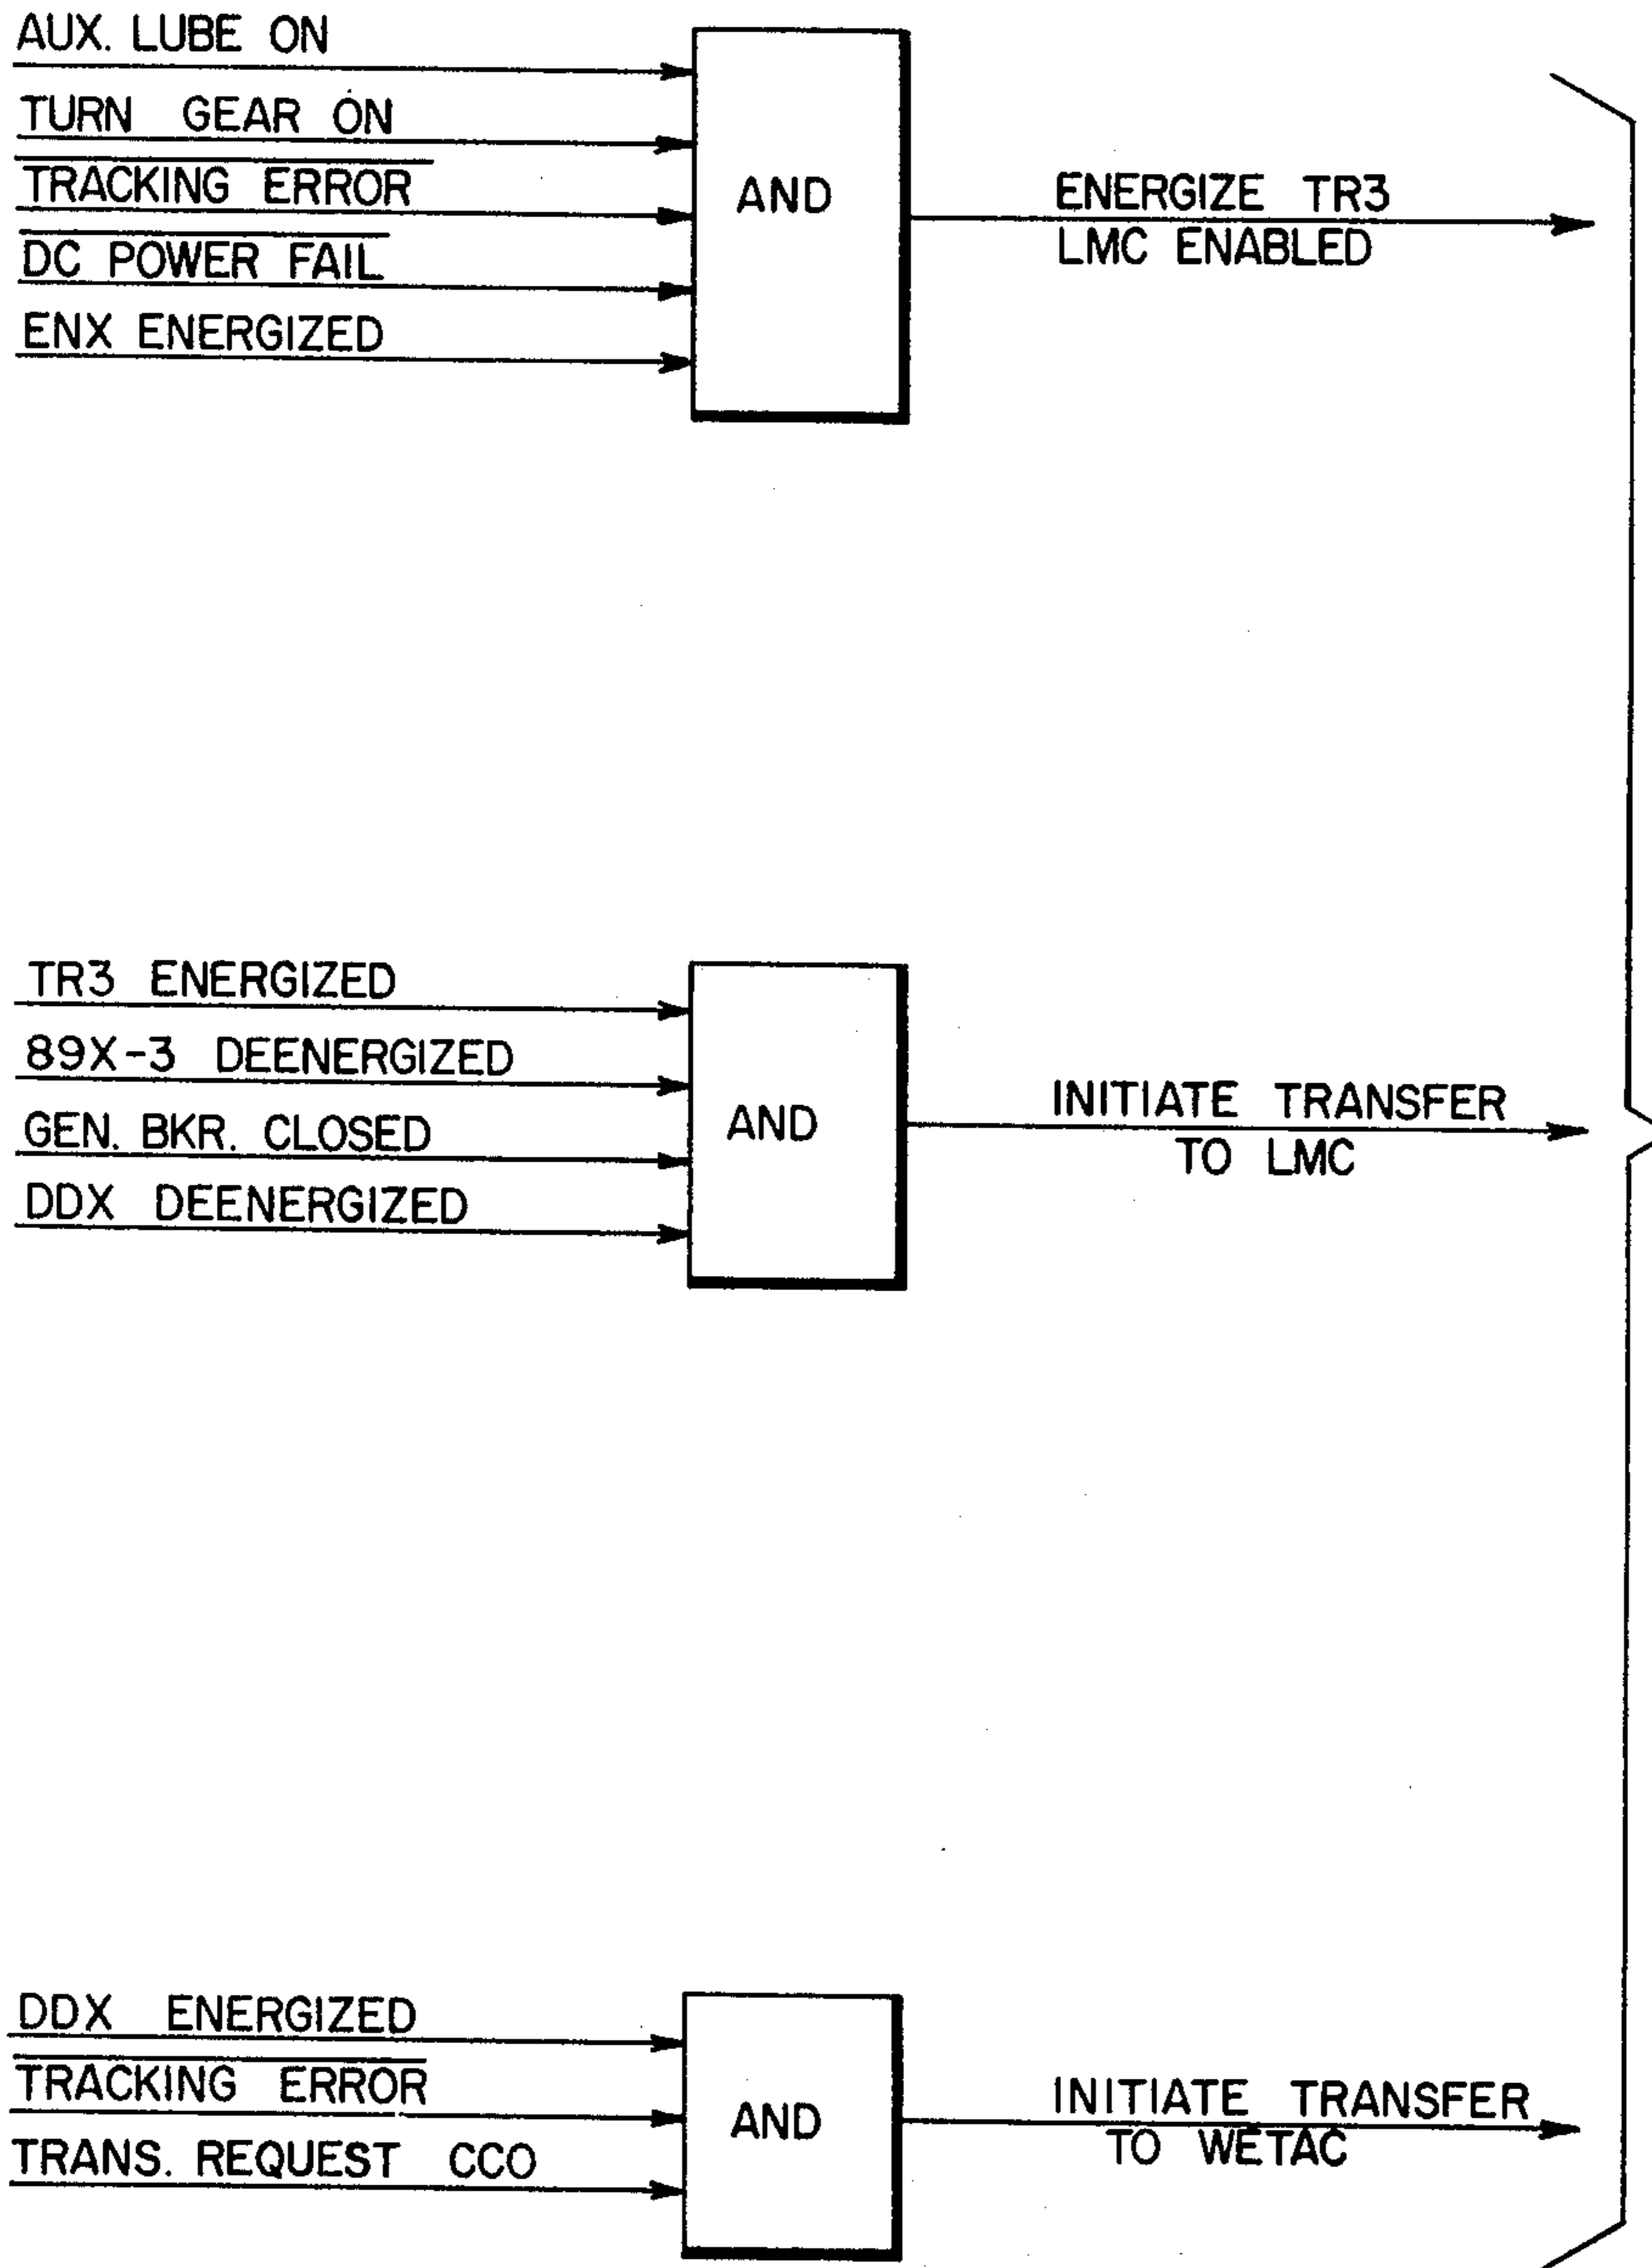 AUX. LUBE ON
TURN GEAR ON
TRACKING ERROR
DC POWER FAIL
ENX ENERGIZED
AND
ENERGIZE TR3
LMC ENABLED
TR3 ENERGIZED
89X-3 DEENERGIZED
GEN. BKR. CLOSED
DDX DEENERGIZED
AND
INITIATE TRANSFER
TO LMC
DDX ENERGIZED
TRACKING ERROR
TRANS. REQUEST CCO
AND
INITIATE TRANSFER
TO WETAC